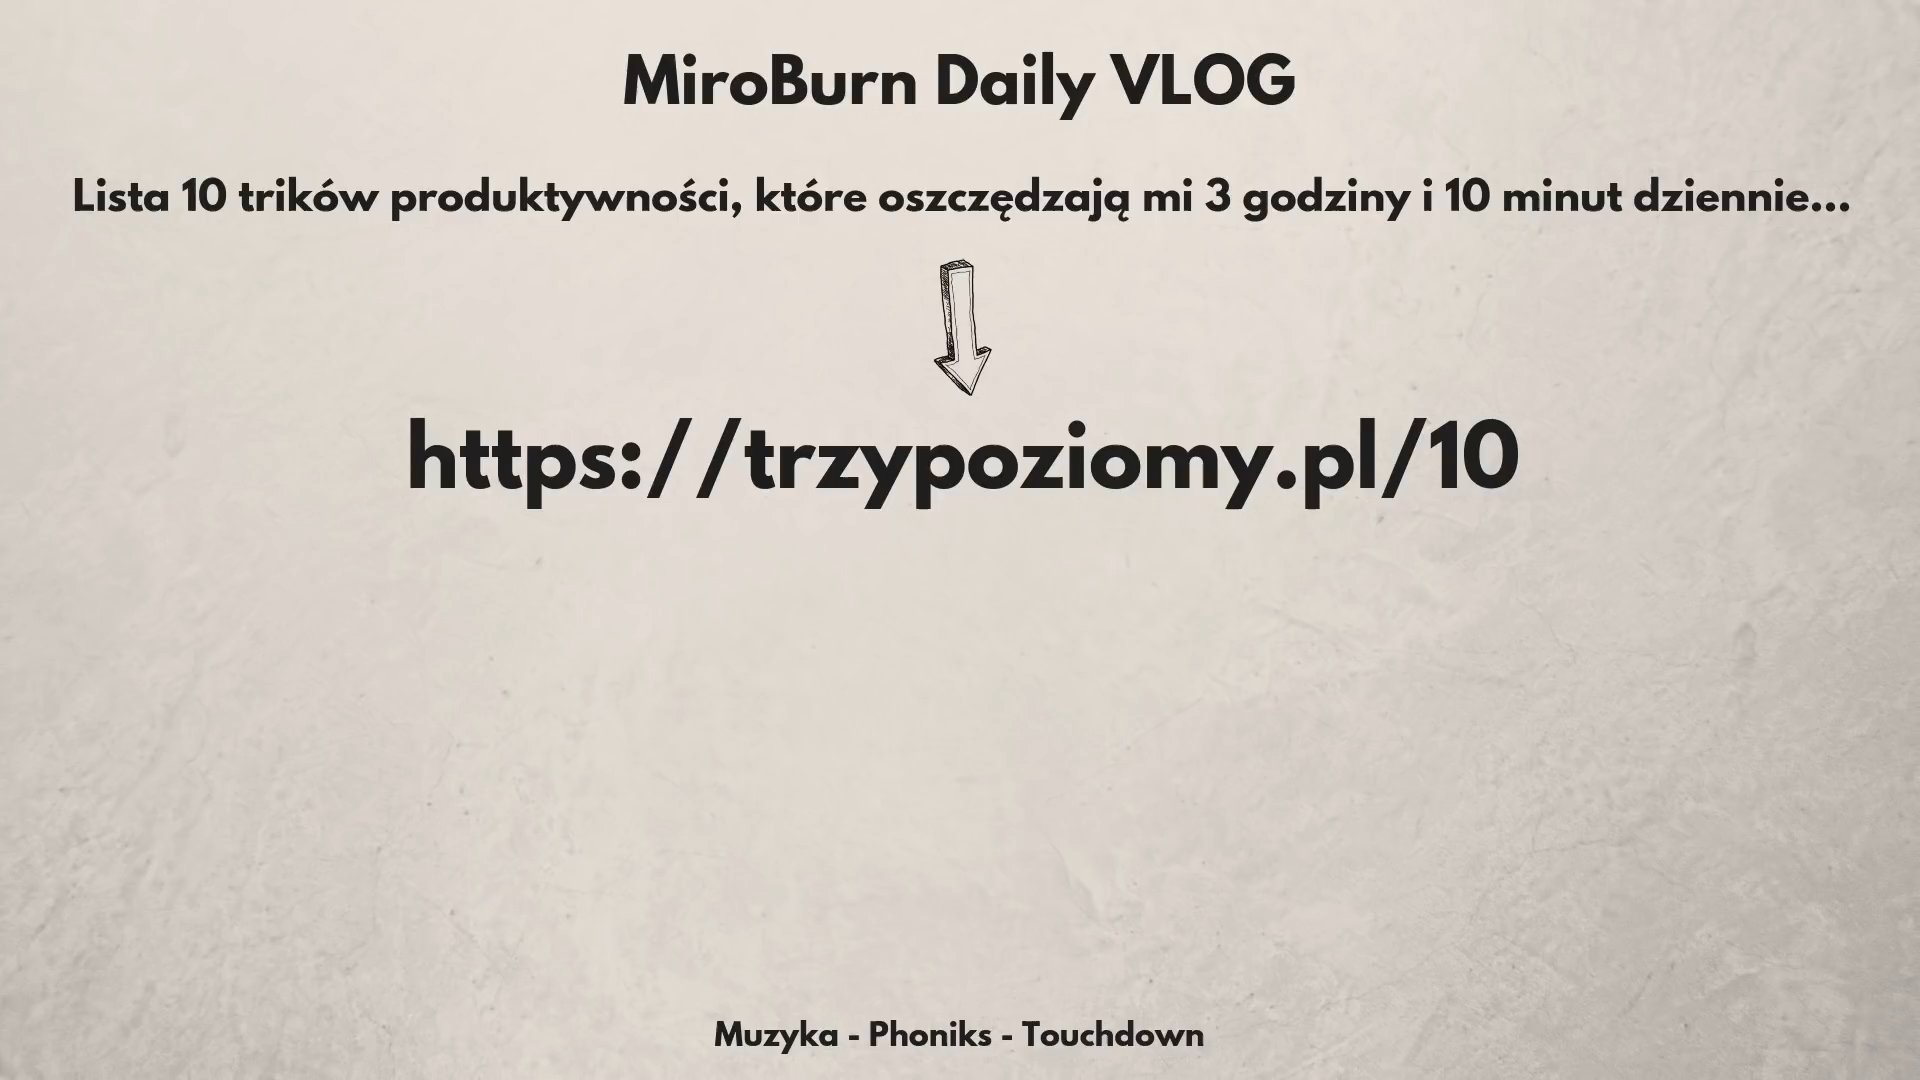 MiroBurn Daily VLOG
Lista 10 trików produktywności, które oszczędzają mi 3 godziny i 10 minut dziennie...
https://trzypoziomy.pl/10
Muzyka - Phoniks - Touchdown